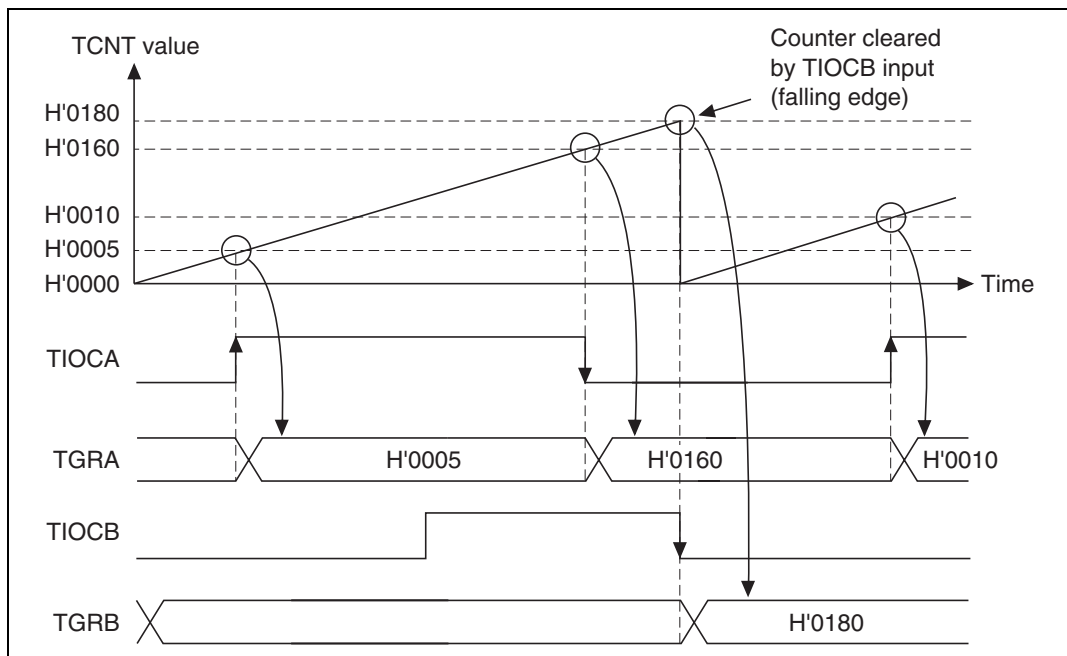 TCNT value
Counter cleared
by TIOCB input
(falling edge)
H'0180
H'0160
H'0010
H'0005
H'0000
Time
TIOCA
TGRA
H'0005
H'0160
H'0010
TIOCB
TGRB
H'0180